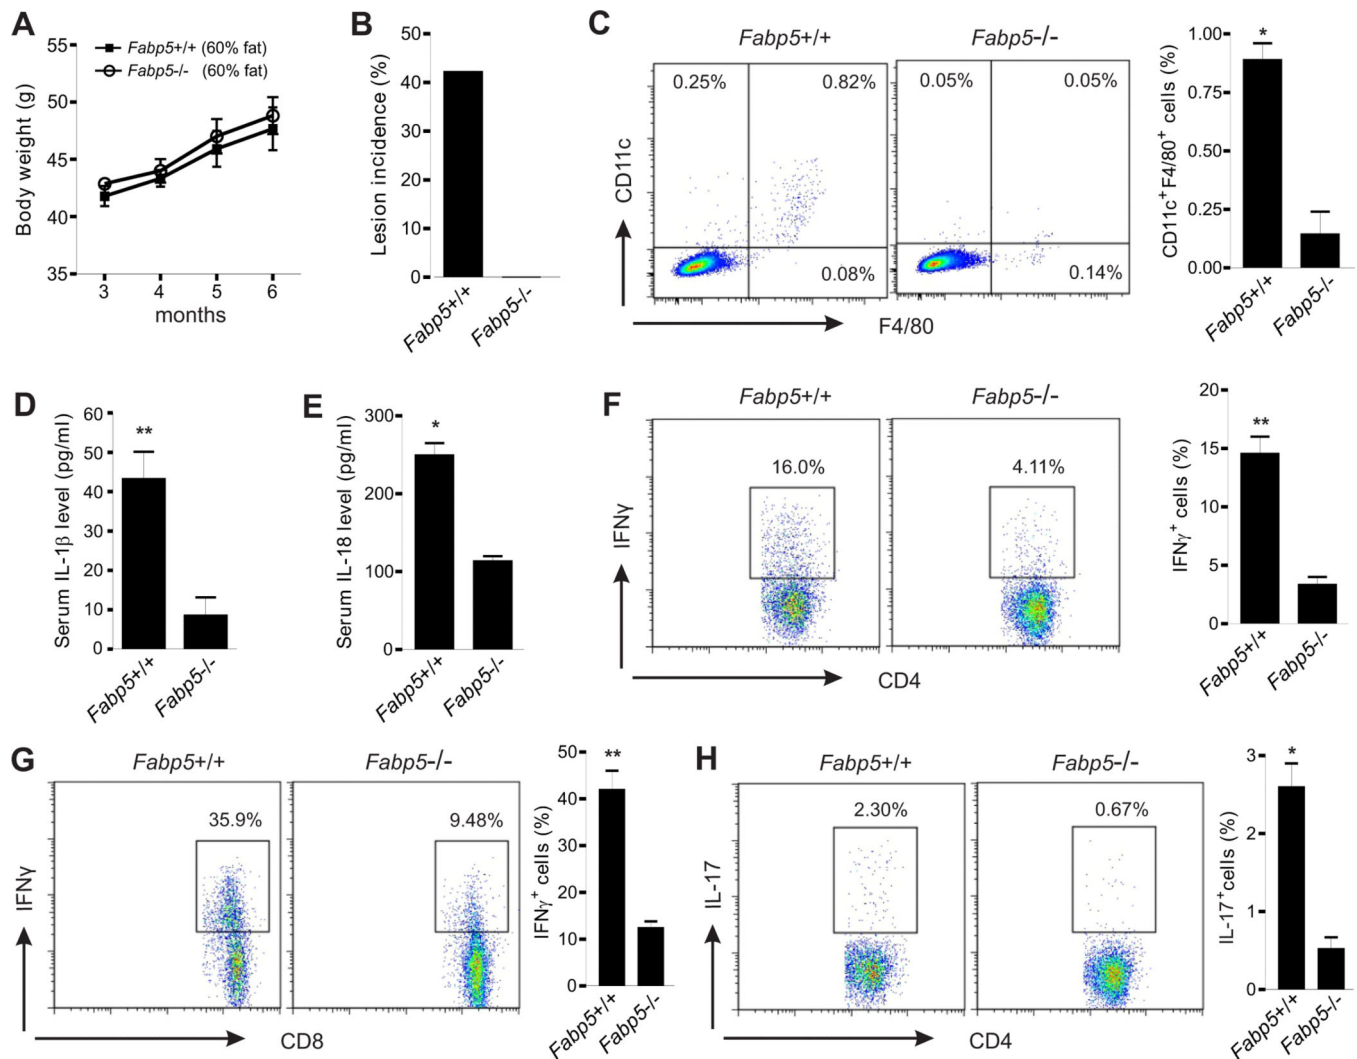 A
Body weight (g)
55
50
45
40
35
Fabp5+/+ (60% fat)
Fabp5-/- (60% fat)
3 4 5 6
months
B
Lesion incidence (%)
50
40
30
20
10
0
Fabp5+/+
Fabp5-/-
C
Fabp5+/+
Fabp5-/-
0.25%
0.82%
0.08%
0.05%
0.05%
0.14%
CD11c
F4/80
CD11c+F4/80+ cells (%)
1.00
0.75
0.50
0.25
0.00
*
Fabp5+/+
Fabp5-/-
D
Serum IL-1β level (pg/ml)
60
50
40
30
20
10
0
**
Fabp5+/+
Fabp5-/-
E
Serum IL-18 level (pg/ml)
300
200
100
0
*
Fabp5+/+
Fabp5-/-
F
Fabp5+/+
Fabp5-/-
16.0%
4.11%
IFNγ
CD4
IFNγ+ cells (%)
20
15
10
5
0
**
Fabp5+/+
Fabp5-/-
G
Fabp5+/+
Fabp5-/-
35.9%
9.48%
IFNγ
CD8
IFNγ+ cells (%)
50
40
30
20
10
0
**
Fabp5+/+
Fabp5-/-
H
Fabp5+/+
Fabp5-/-
2.30%
0.67%
IL-17
CD4
IL-17+cells (%)
3
2
1
0
*
Fabp5+/+
Fabp5-/-